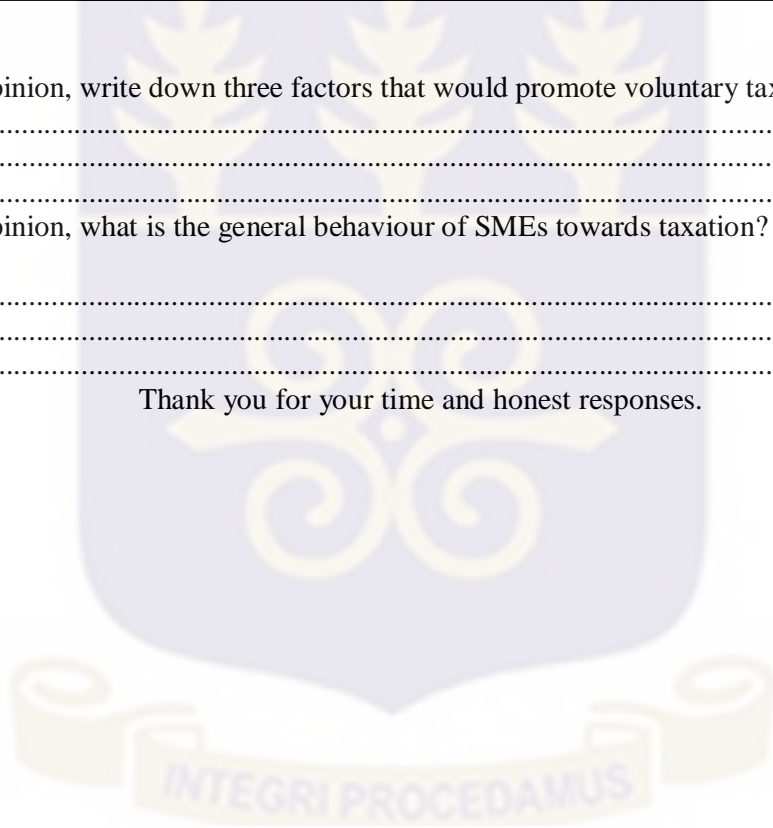 pinion, write down three factors that would promote voluntary tax
................................................................................................................
................................................................................................................
................................................................................................................
pinion, what is the general behaviour of SMEs towards taxation?
................................................................................................................
................................................................................................................
................................................................................................................
Thank you for your time and honest responses.
INTEGRI PROCEDAMUS